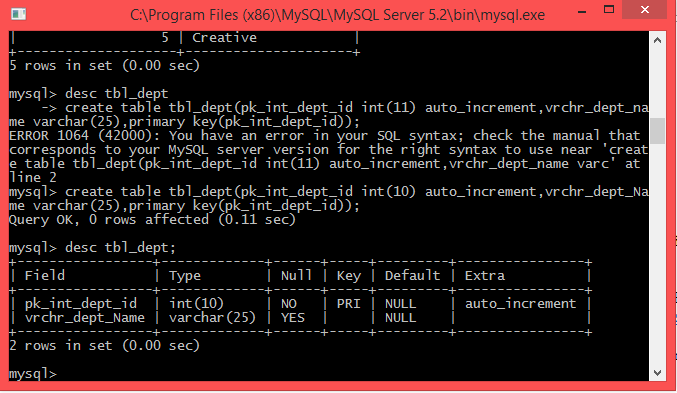 C:\Program Files (x86)\MySQL\MySQL Server 5.2\bin\mysql.exe
|                 5 | Creative           |
+-------------------+--------------------+
5 rows in set (0.00 sec)
mysql> desc tbl_dept
    -> create table tbl_dept(pk_int_dept_id int(11) auto_increment,vrchr_dept_na
me varchar(25),primary key(pk_int_dept_id));
ERROR 1064 (42000): You have an error in your SQL syntax; check the manual that
corresponds to your MySQL server version for the right syntax to use near 'creat
e table tbl_dept(pk_int_dept_id int(11) auto_increment,vrchr_dept_name varc' at
line 2
mysql> create table tbl_dept(pk_int_dept_id int(10) auto_increment,vrchr_dept_Na
me varchar(25),primary key(pk_int_dept_id));
Query OK, 0 rows affected (0.11 sec)
mysql> desc tbl_dept;
+-----------------+-------------+------+-----+---------+----------------+
| Field           | Type        | Null | Key | Default | Extra          |
+-----------------+-------------+------+-----+---------+----------------+
| pk_int_dept_id  | int(10)     | NO   | PRI | NULL    | auto_increment |
| vrchr_dept_Name | varchar(25) | YES  |     | NULL    |                |
+-----------------+-------------+------+-----+---------+----------------+
2 rows in set (0.00 sec)
mysql>